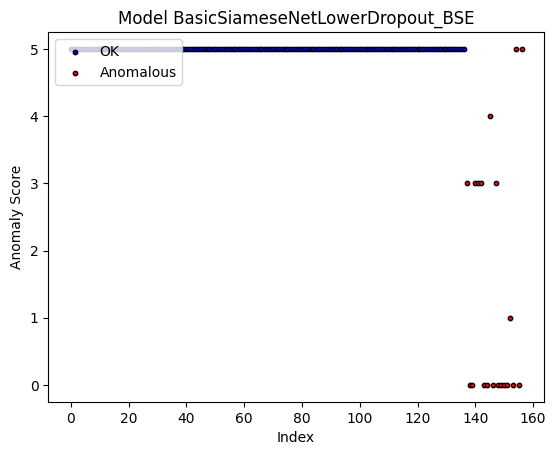 Model BasicSiameseNetLowerDropout_BSE
OK
Anomalous
Anomaly Score
5
4
3
2
1
0
0 20 40 60 80 100 120 140 160
Index